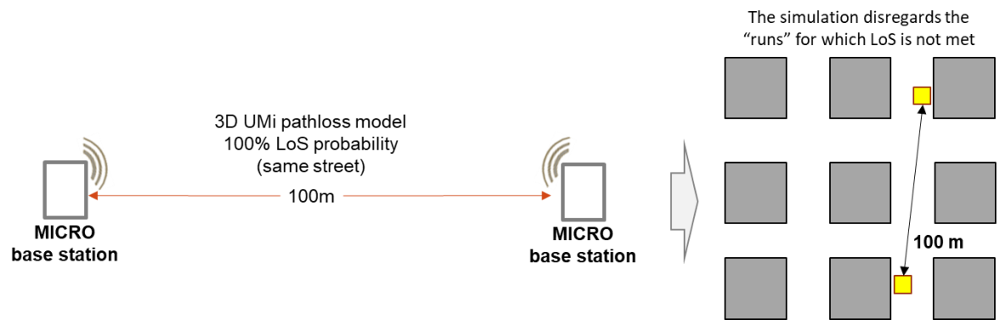 The simulation disregards the
“runs” for which LoS is not met
3D UMi pathloss model
100% LoS probability
(same street)
100m
MICRO
base station
MICRO
base station
100 m